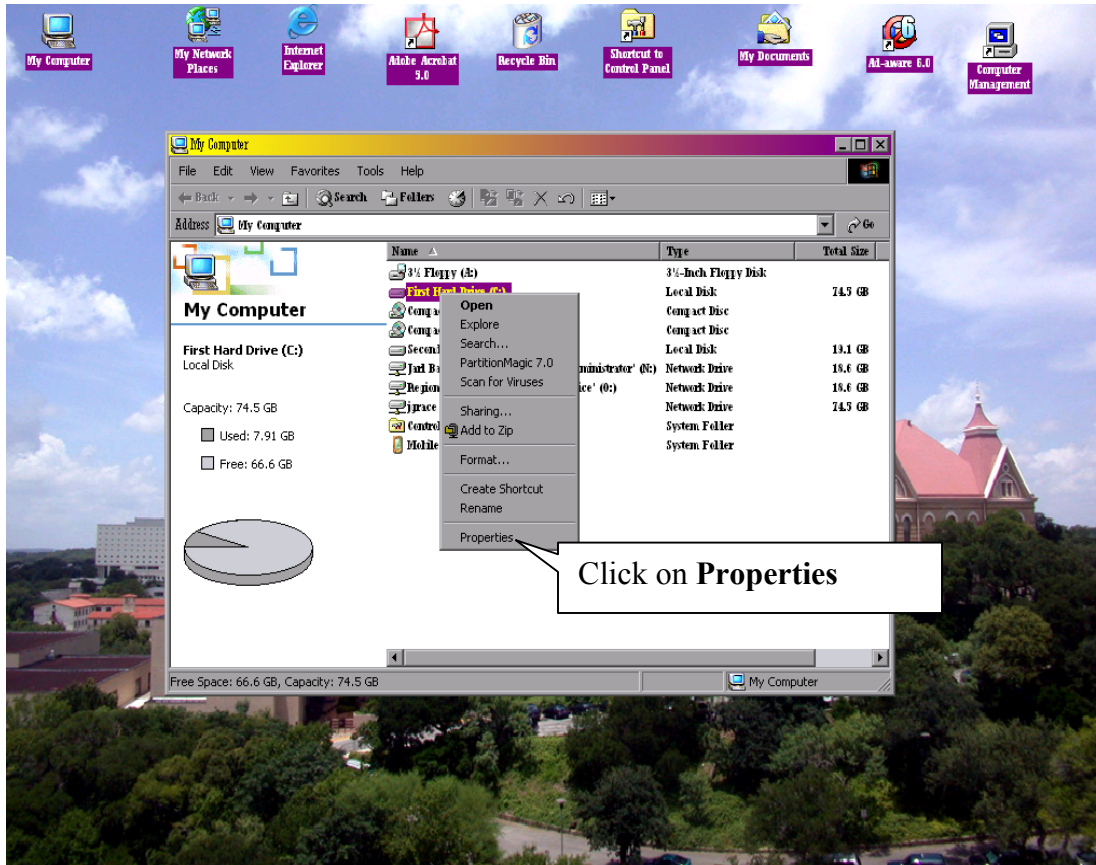 My Computer
My Network
Places
Internet
Explorer
Adobe Acrobat
5.0
Recycle Bin
Shortcut to
Control Panel
My Documents
Ad-aware 6.0
Computer
Management
My Computer
File Edit View Favorites Tools Help
Back Search Folders
Address My Computer Go
Name Type Total Size
3½ Floppy (A:) 3½-Inch Floppy Disk
First Hard Drive (C:) Local Disk 74.5 GB
Compact Disc
Compact Disc
Local Disk 19.1 GB
(N:) Network Drive 18.6 GB
(O:) Network Drive 18.6 GB
jgrace Network Drive 74.5 GB
System Folder
Mobile System Folder
My Computer
First Hard Drive (C:)
Local Disk
Capacity: 74.5 GB
Used: 7.91 GB
Free: 66.6 GB
Open
Explore
Search...
PartitionMagic 7.0
Scan for Viruses
Sharing...
Add to Zip
Format...
Create Shortcut
Rename
Properties
Click on Properties
Free Space: 66.6 GB, Capacity: 74.5 GB My Computer